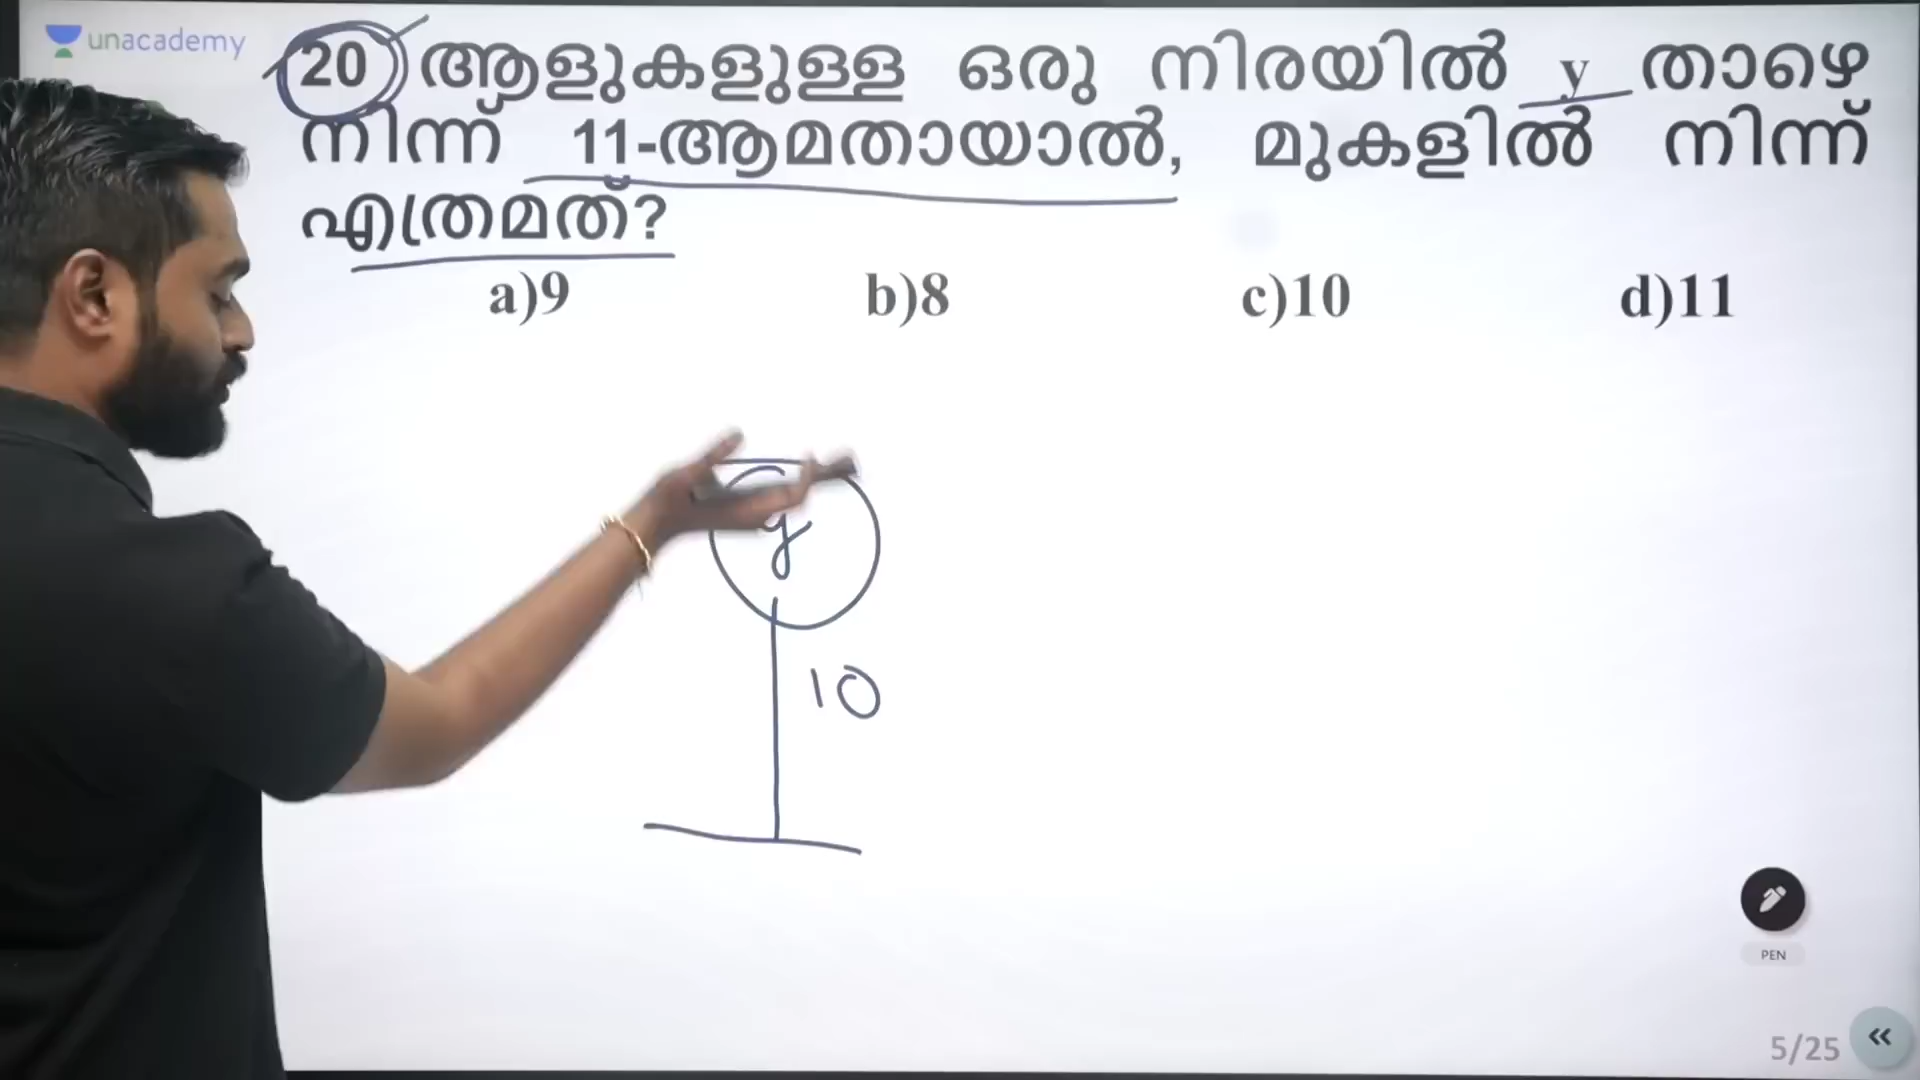 unacademy
20 ആളുകളുള്ള ഒരു നിരയിൽ y താഴെ
നിന്ന് 11-ആമതായാൽ, മുകളിൽ നിന്ന്
എത്രമത്?
a)9 b)8 c)10 d)11
y
10
PEN
5/25